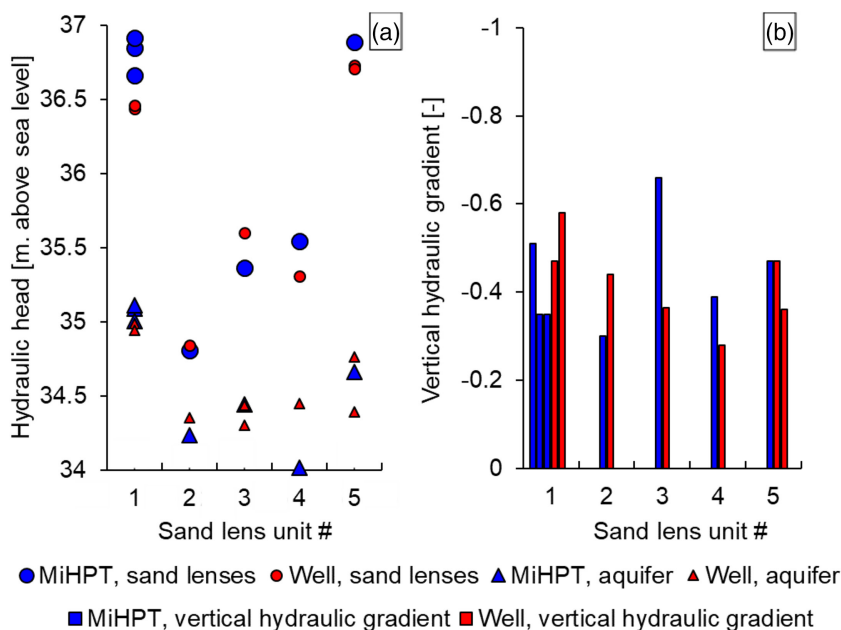 (a)
Hydraulic head [m. above sea level]
37
36.5
36
35.5
35
34.5
34
1 2 3 4 5
Sand lens unit #
(b)
Vertical hydraulic gradient [-]
-1
-0.8
-0.6
-0.4
-0.2
0
1 2 3 4 5
Sand lens unit #
MiHPT, sand lenses Well, sand lenses MiHPT, aquifer Well, aquifer
MiHPT, vertical hydraulic gradient Well, vertical hydraulic gradient